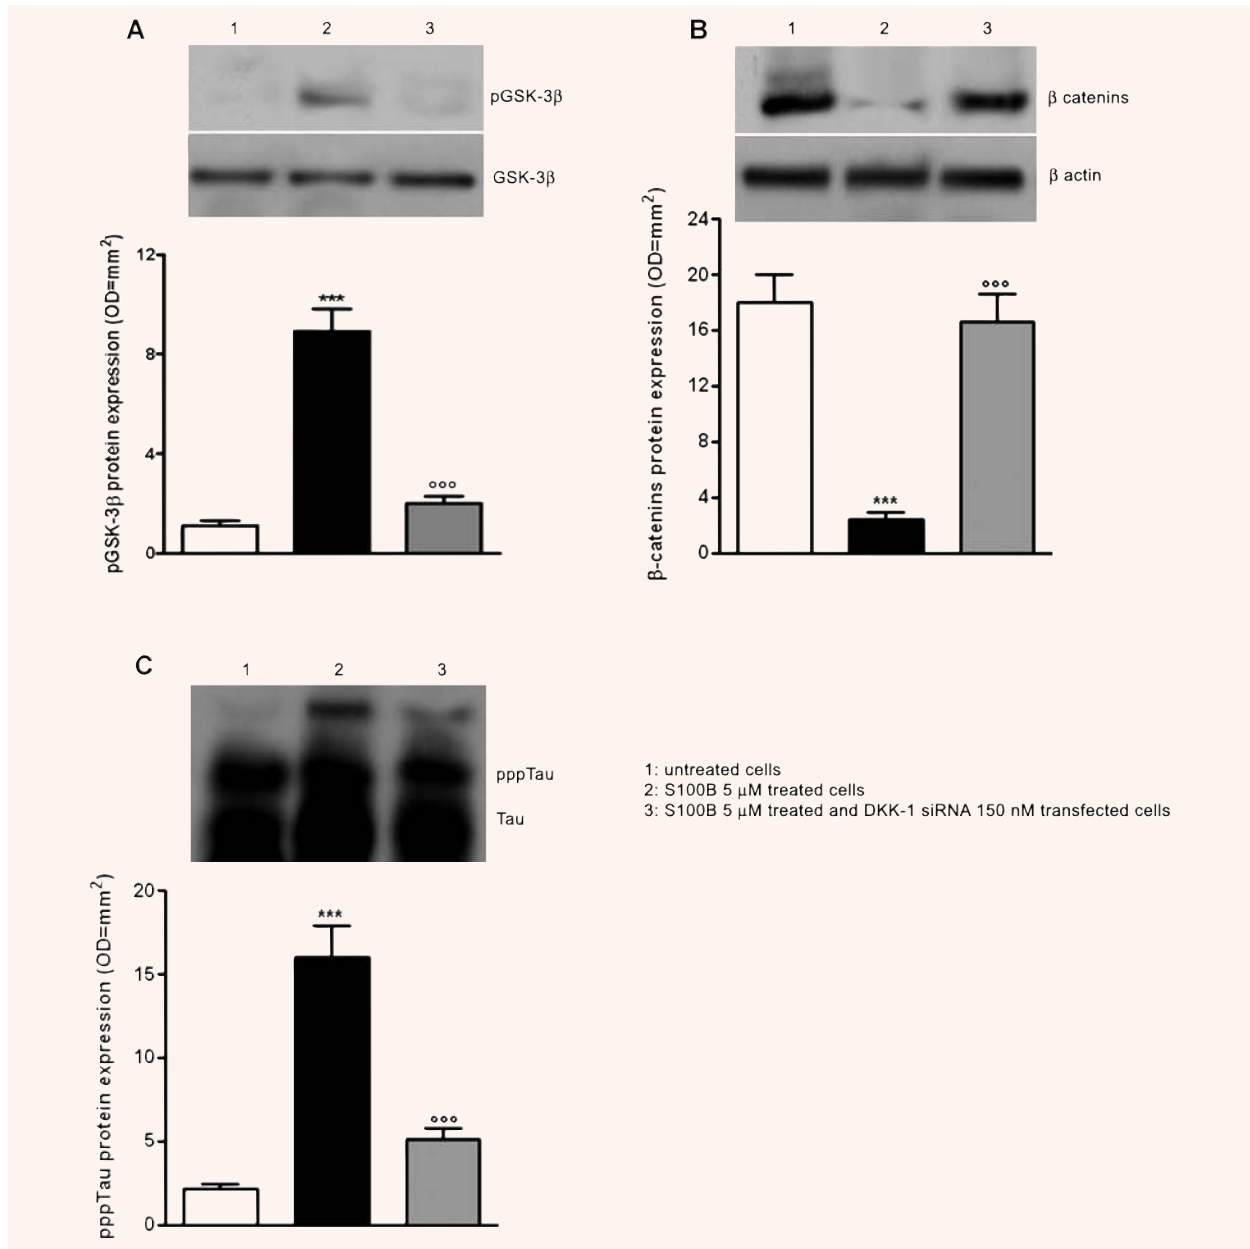 A
1 2 3
pGSK-3β
GSK-3β
pGSK-3β protein expression (OD=mm²)
12
8
4
0
***
°°°
B
1 2 3
β catenins
β actin
β-catenins protein expression (OD=mm²)
24
20
16
12
8
4
0
***
°°°
C
1 2 3
pppTau
Tau
pppTau protein expression (OD=mm²)
20
15
10
5
0
***
°°°
1: untreated cells
2: S100B 5 μM treated cells
3: S100B 5 μM treated and DKK-1 siRNA 150 nM transfected cells